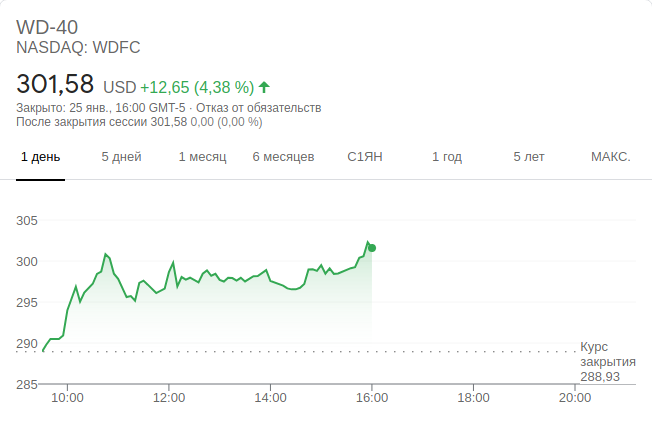 WD-40
NASDAQ: WDFC
301,58 USD +12,65 (4,38 %)
Закрыто: 25 янв., 16:00 GMT-5 · Отказ от обязательств
После закрытия сессии 301,58 0,00 (0,00 %)
1 день 5 дней 1 месяц 6 месяцев С1ЯН 1 год 5 лет МАКС.
305
300
295
290
285
Курс
закрытия
288,93
10:00 12:00 14:00 16:00 18:00 20:00